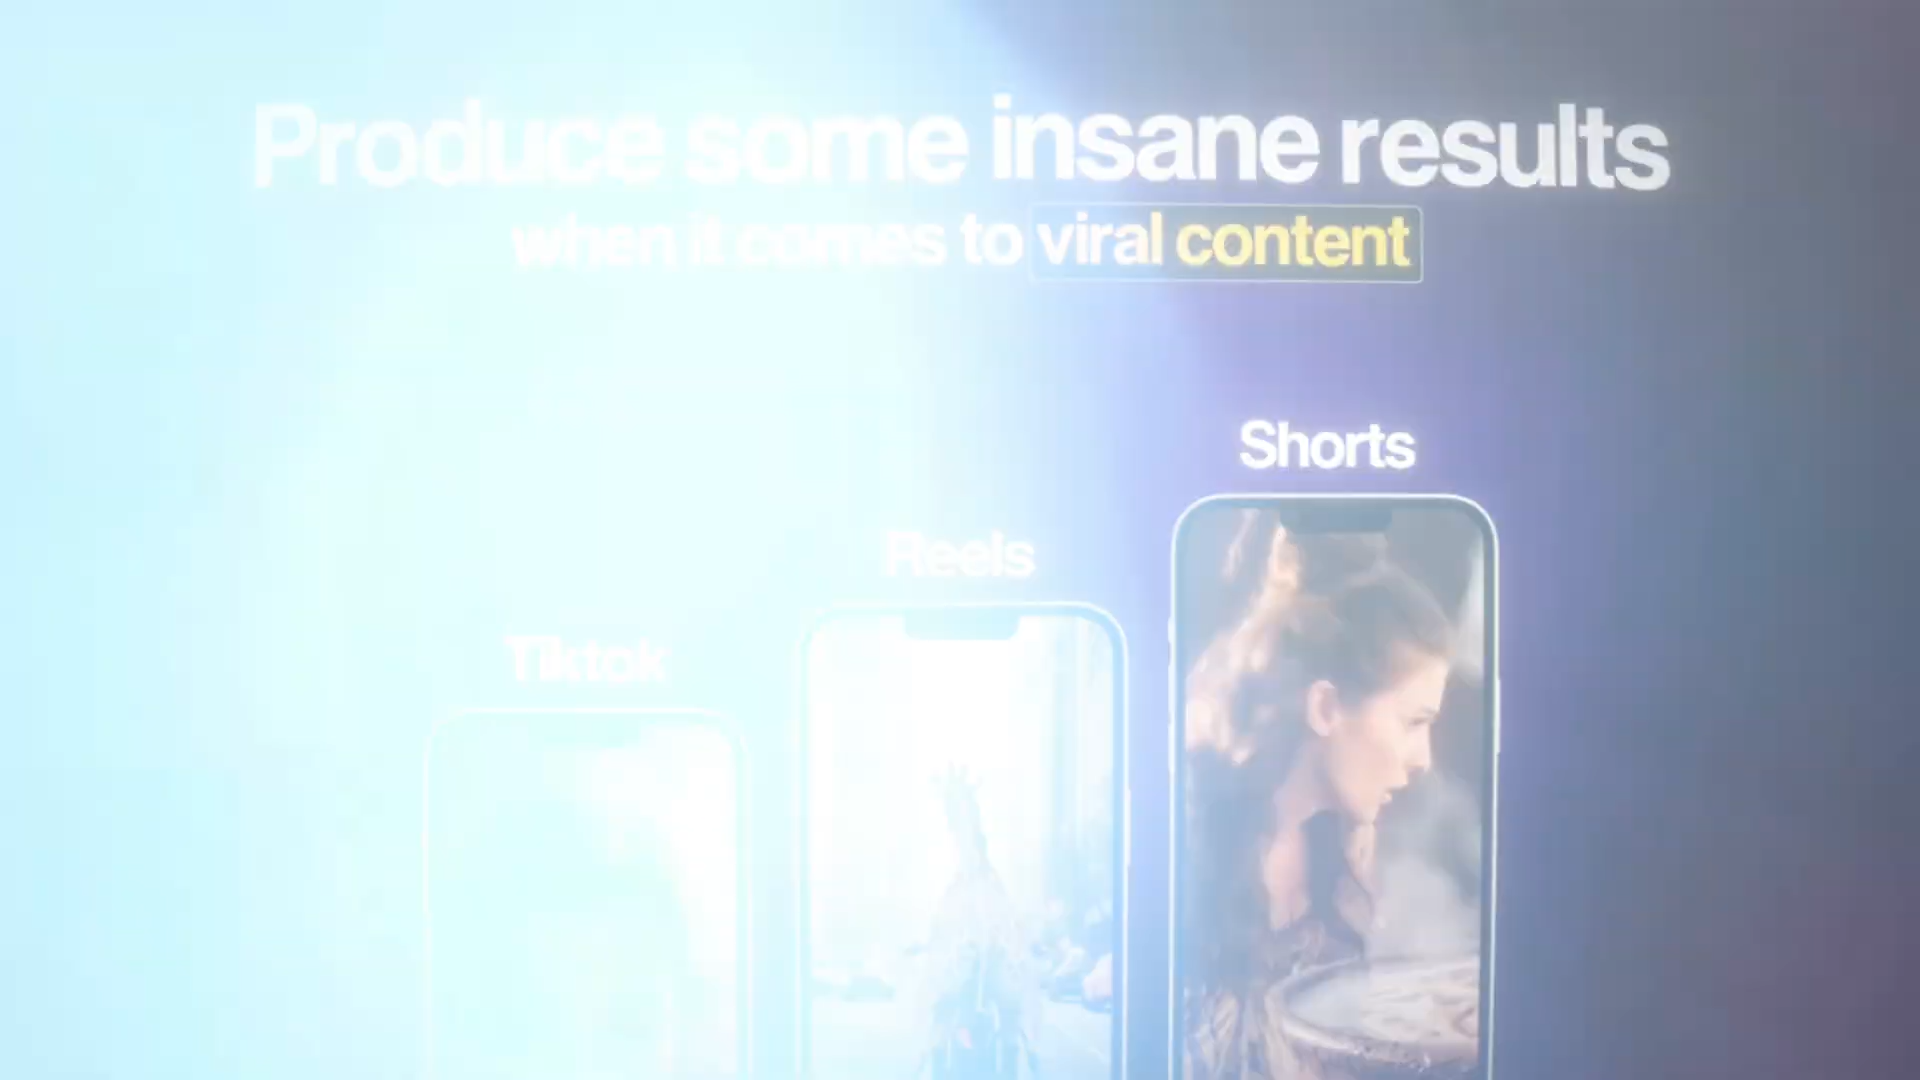 Produce some insane results
when it comes to viral content
Shorts
Reels
Tiktok